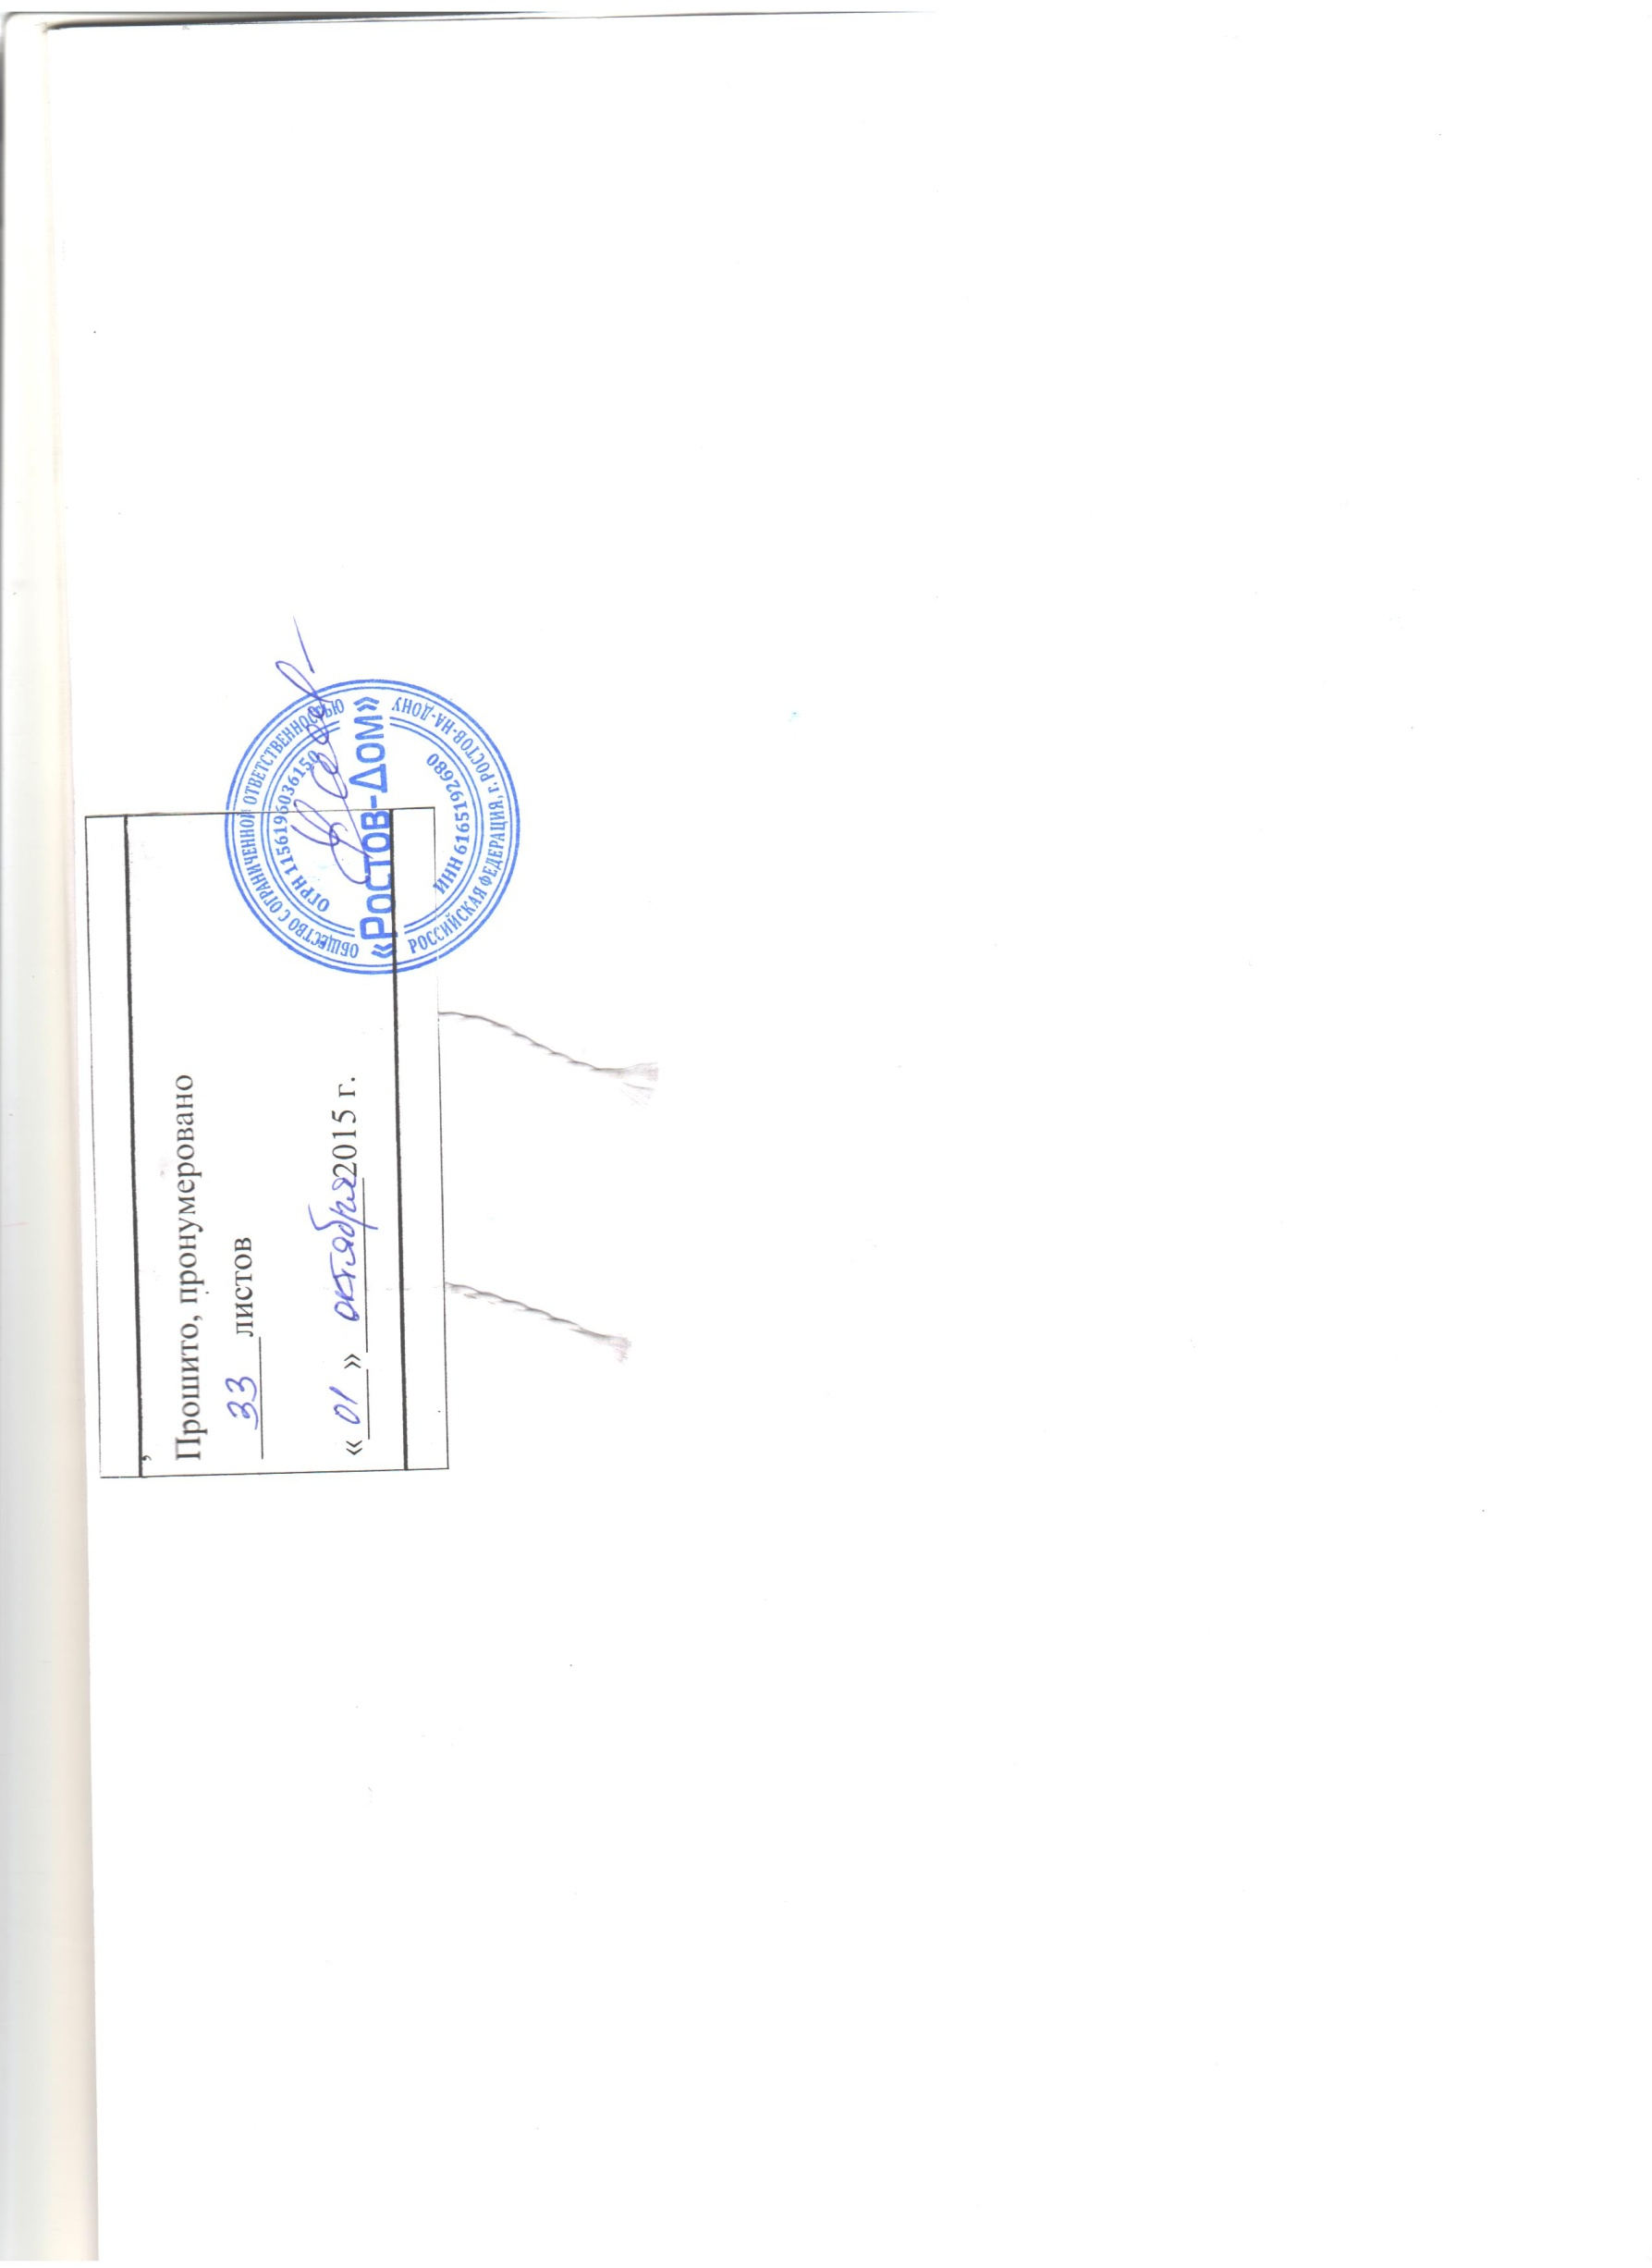 Прошито, пронумеровано
33 листов
« 01 » октября 2015 г.
ОБЩЕСТВО С ОГРАНИЧЕННОЙ ОТВЕТСТВЕННОСТЬЮ
ОГРН
«РОСТОВ-ДОМ»
ИНН 6165192680
РОССИЙСКАЯ ФЕДЕРАЦИЯ, г. РОСТОВ-НА-ДОНУ